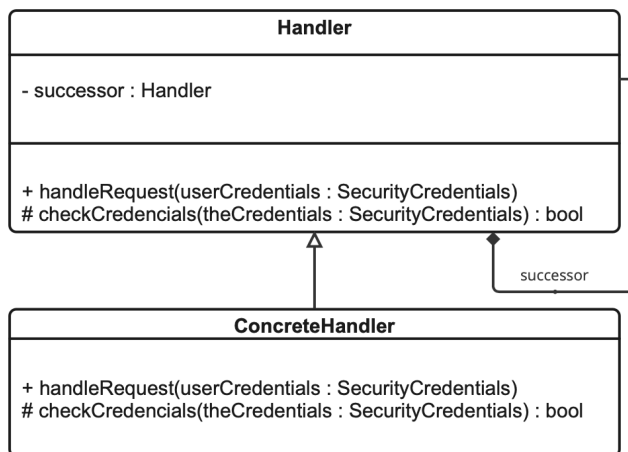 Handler
- successor : Handler
+ handleRequest(userCredentials : SecurityCredentials)
# checkCredencials(theCredentials : SecurityCredentials) : bool
successor
ConcreteHandler
+ handleRequest(userCredentials : SecurityCredentials)
# checkCredencials(theCredentials : SecurityCredentials) : bool